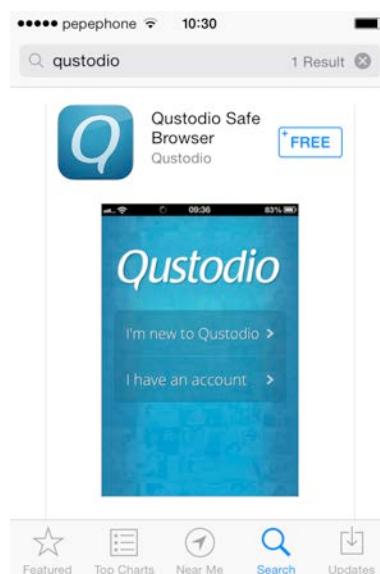 ●●●●● pepephone 10:30
qustodio 1 Result
Qustodio Safe
Browser
Qustodio
+ FREE
09:36 83%
Qustodio
I'm new to Qustodio >
I have an account >
Featured Top Charts Near Me Search Updates